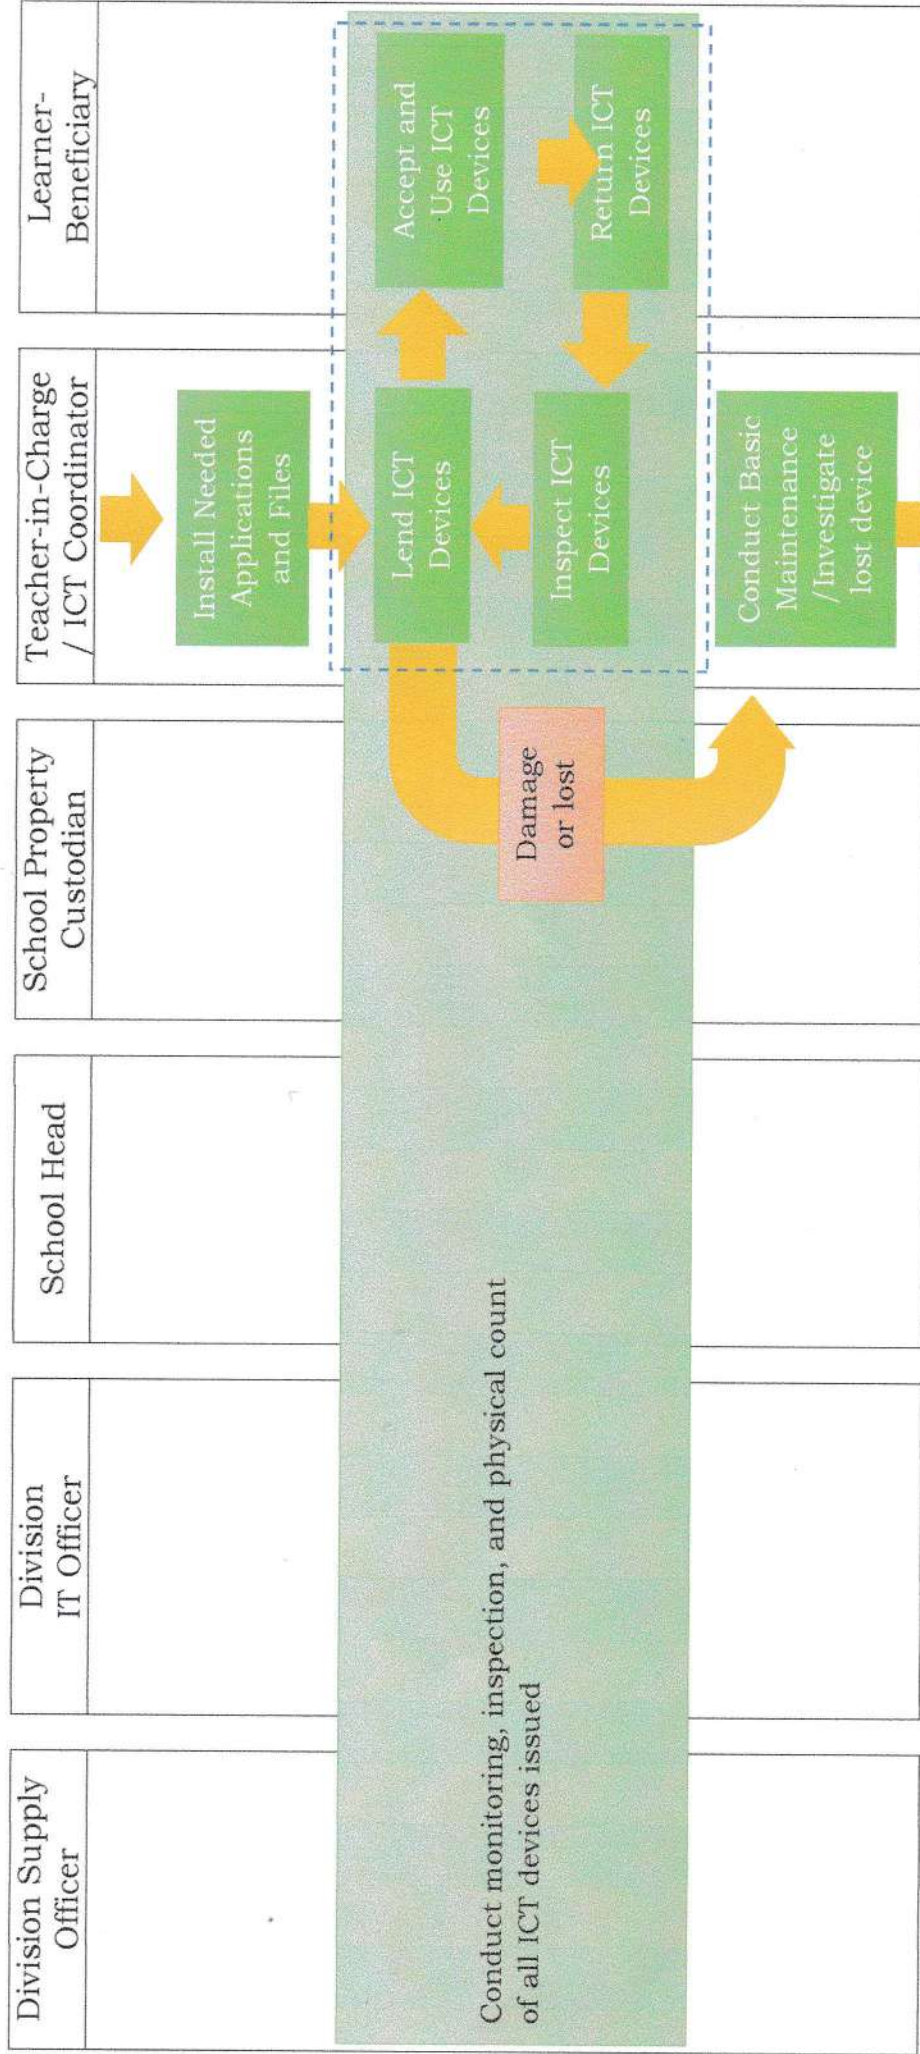 Division Supply
Officer
Division
IT Officer
School Head
School Property
Custodian
Teacher-in-Charge
/ ICT Coordinator
Learner-
Beneficiary
Install Needed
Applications
and Files
Lend ICT
Devices
Accept and
Use ICT
Devices
Conduct monitoring, inspection, and physical count
of all ICT devices issued
Damage
or lost
Inspect ICT
Devices
Return ICT
Devices
Conduct Basic
Maintenance
/Investigate
lost device